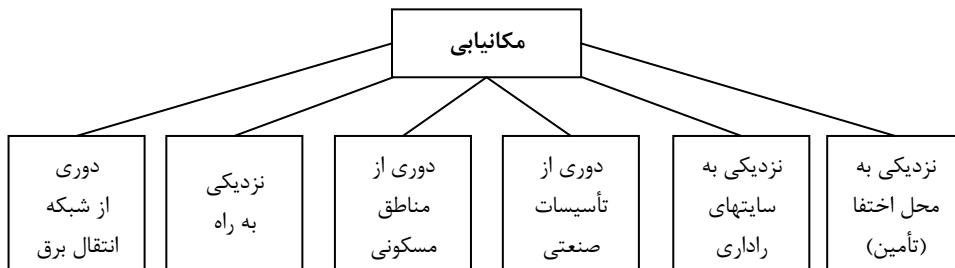 مکانیابی
نزدیکی به
محل اختفا
(تأمین)
نزدیکی به
سایتهای
راداری
دوری از
تأسیسات
صنعتی
دوری از
مناطق
مسکونی
نزدیکی
به راه
دوری
از شبکه
انتقال برق